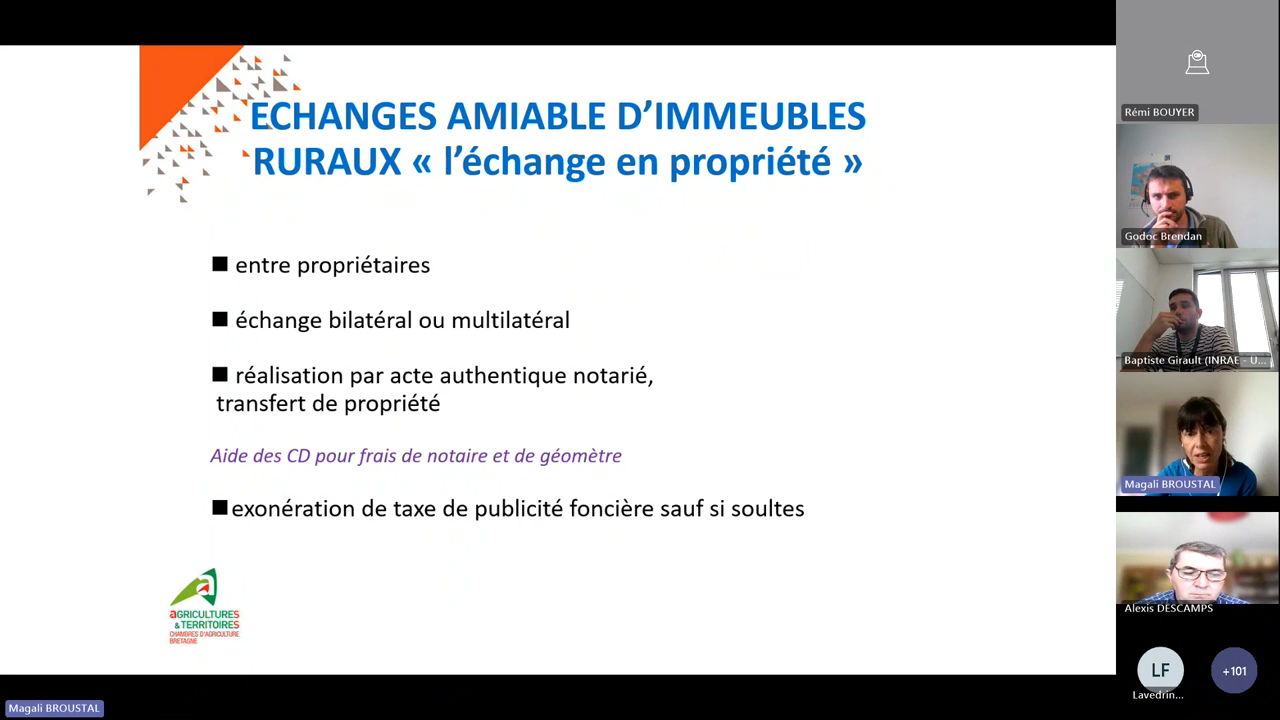 ECHANGES AMIABLE D’IMMEUBLES
RURAUX « l’échange en propriété »
■ entre propriétaires
■ échange bilatéral ou multilatéral
■ réalisation par acte authentique notarié,
transfert de propriété
Aide des CD pour frais de notaire et de géomètre
■ exonération de taxe de publicité foncière sauf si soultes
aGRICULTURES
& TERRITOIRES
CHAMBRES D'AGRICULTURE
BRETAGNE
Rémi BOUYER
Godoc Brendan
Baptiste Girault (INRAE - U...
Magali BROUSTAL
Alexis DESCAMPS
LF
Lavedrin...
+101
Magali BROUSTAL